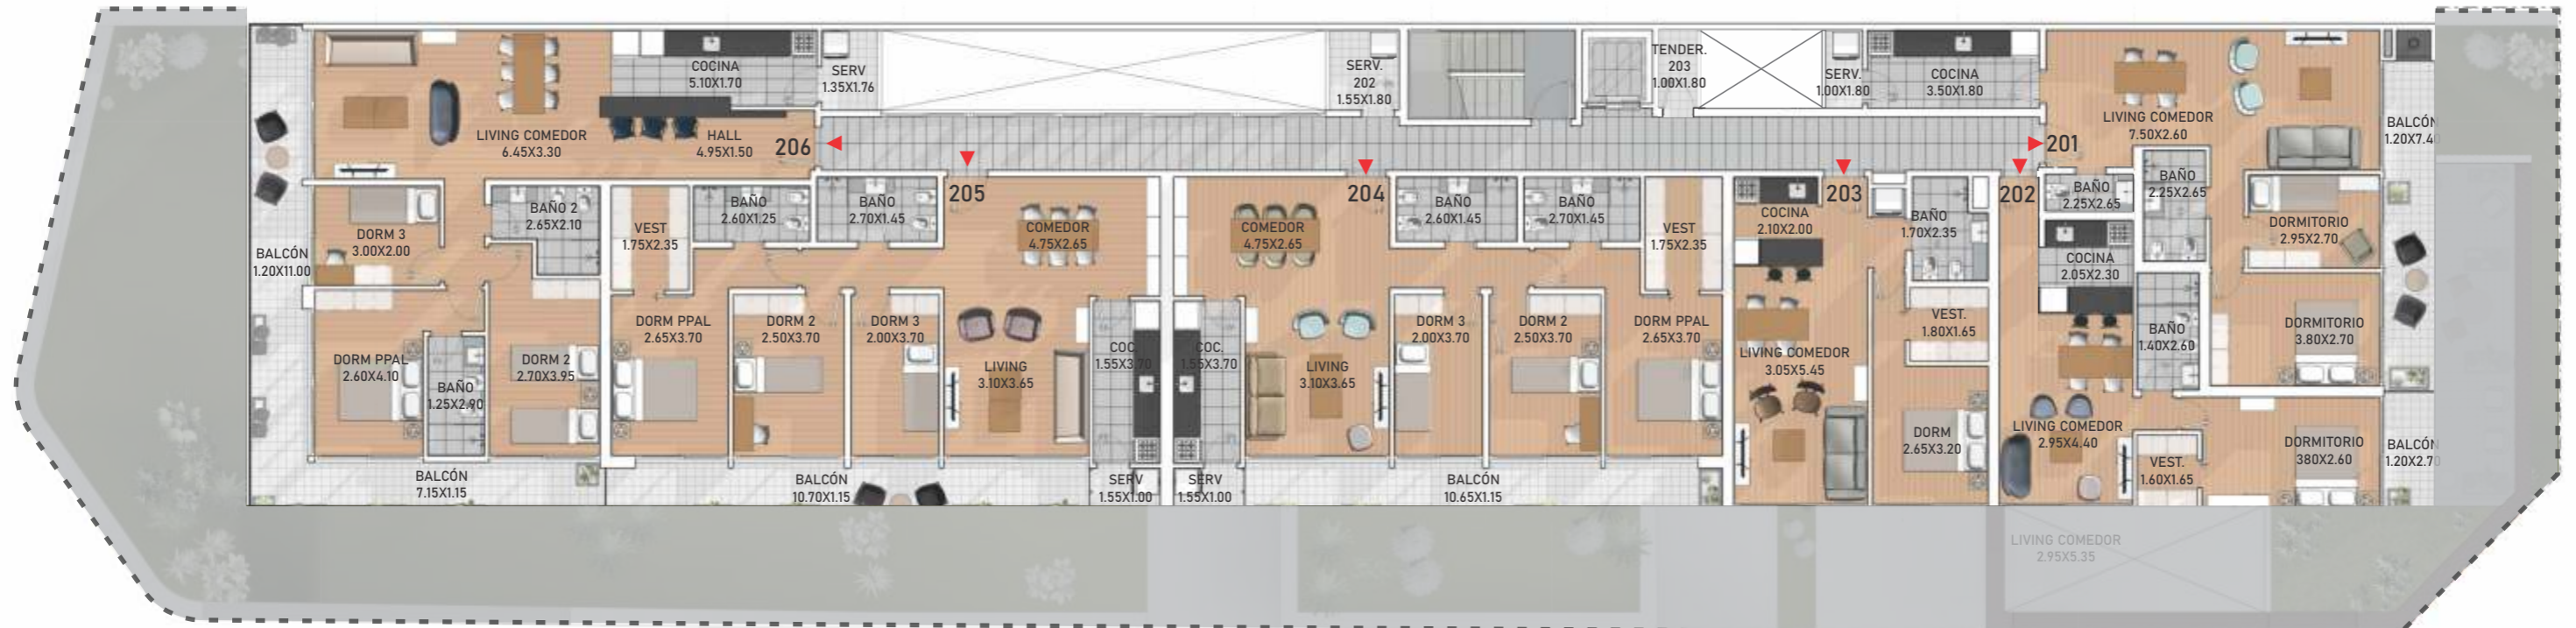 COCINA
5.10X1.70
SERV
1.35X1.76
SERV.
202
1.55X1.80
TENDER.
203
1.00X1.80
SERV.
1.00X1.80
COCINA
3.50X1.80
LIVING COMEDOR
7.50X2.60
BALCÓN
1.20X7.40
LIVING COMEDOR
6.45X3.30
HALL
4.95X1.50
206
205
204
203
202
201
DORM 3
3.00X2.00
BAÑO 2
2.65X2.10
VEST
1.75X2.35
BAÑO
2.60X1.25
BAÑO
2.70X1.45
COMEDOR
4.75X2.65
COMEDOR
4.75X2.65
BAÑO
2.60X1.45
BAÑO
2.70X1.45
VEST
1.75X2.35
COCINA
2.10X2.00
BAÑO
1.70X2.35
BAÑO
2.25X2.65
BAÑO
2.25X2.65
DORMITORIO
2.95X2.70
BALCÓN
1.20X11.00
COCINA
2.05X2.30
DORM PPAL
2.60X4.10
BAÑO
1.25X2.90
DORM 2
2.70X3.95
DORM PPAL
2.65X3.70
DORM 2
2.50X3.70
DORM 3
2.00X3.70
LIVING
3.10X3.65
COC.
1.55X3.70
COC.
1.55X3.70
LIVING
3.10X3.65
DORM 3
2.00X3.70
DORM 2
2.50X3.70
DORM PPAL
2.65X3.70
LIVING COMEDOR
3.05X5.45
VEST.
1.80X1.65
BAÑO
1.40X2.60
DORMITORIO
3.80X2.70
DORM
2.65X3.20
LIVING COMEDOR
2.95X4.40
VEST.
1.60X1.65
DORMITORIO
380X2.60
BALCÓN
1.20X2.70
BALCÓN
7.15X1.15
BALCÓN
10.70X1.15
SERV
1.55X1.00
SERV
1.55X1.00
BALCÓN
10.65X1.15
LIVING COMEDOR
2.95X5.35